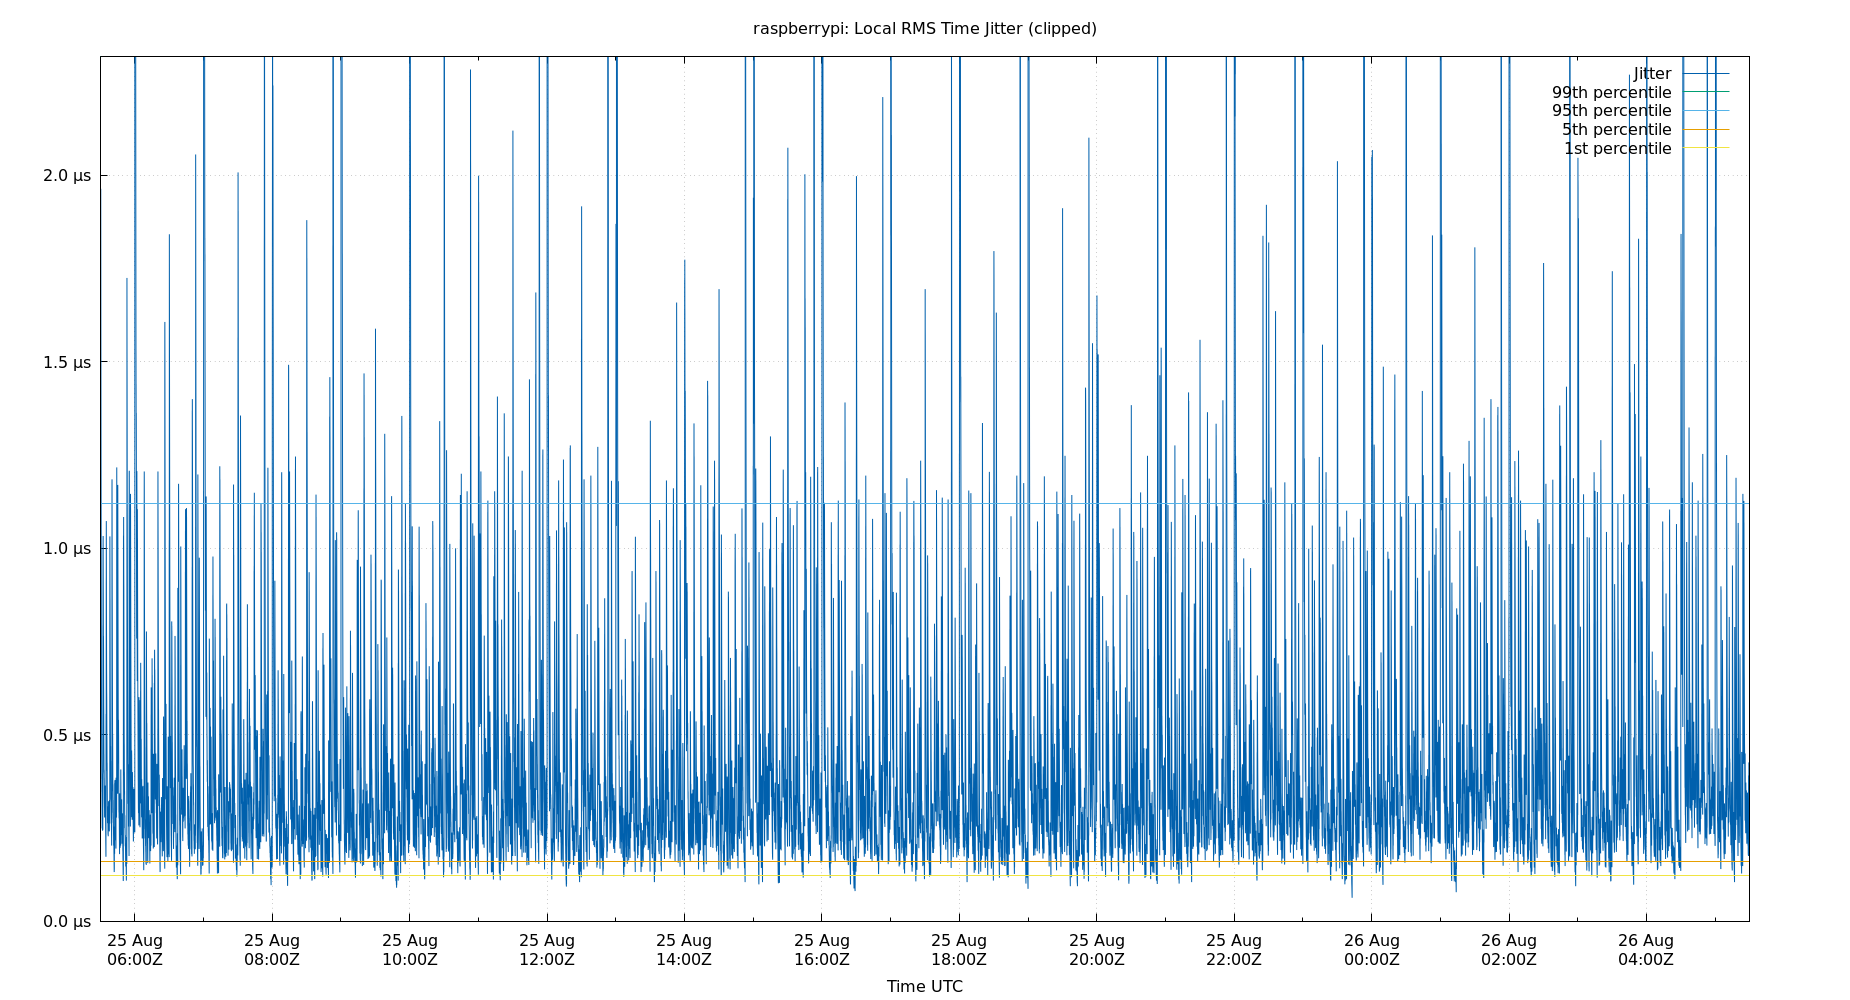 raspberrypi: Local RMS Time Jitter (clipped)
Jitter
99th percentile
95th percentile
5th percentile
1st percentile
2.0 µs
1.5 µs
1.0 µs
0.5 µs
0.0 µs
25 Aug 25 Aug 25 Aug 25 Aug 25 Aug 25 Aug 25 Aug 25 Aug 25 Aug 26 Aug 26 Aug 26 Aug
06:00Z 08:00Z 10:00Z 12:00Z 14:00Z 16:00Z 18:00Z 20:00Z 22:00Z 00:00Z 02:00Z 04:00Z
Time UTC